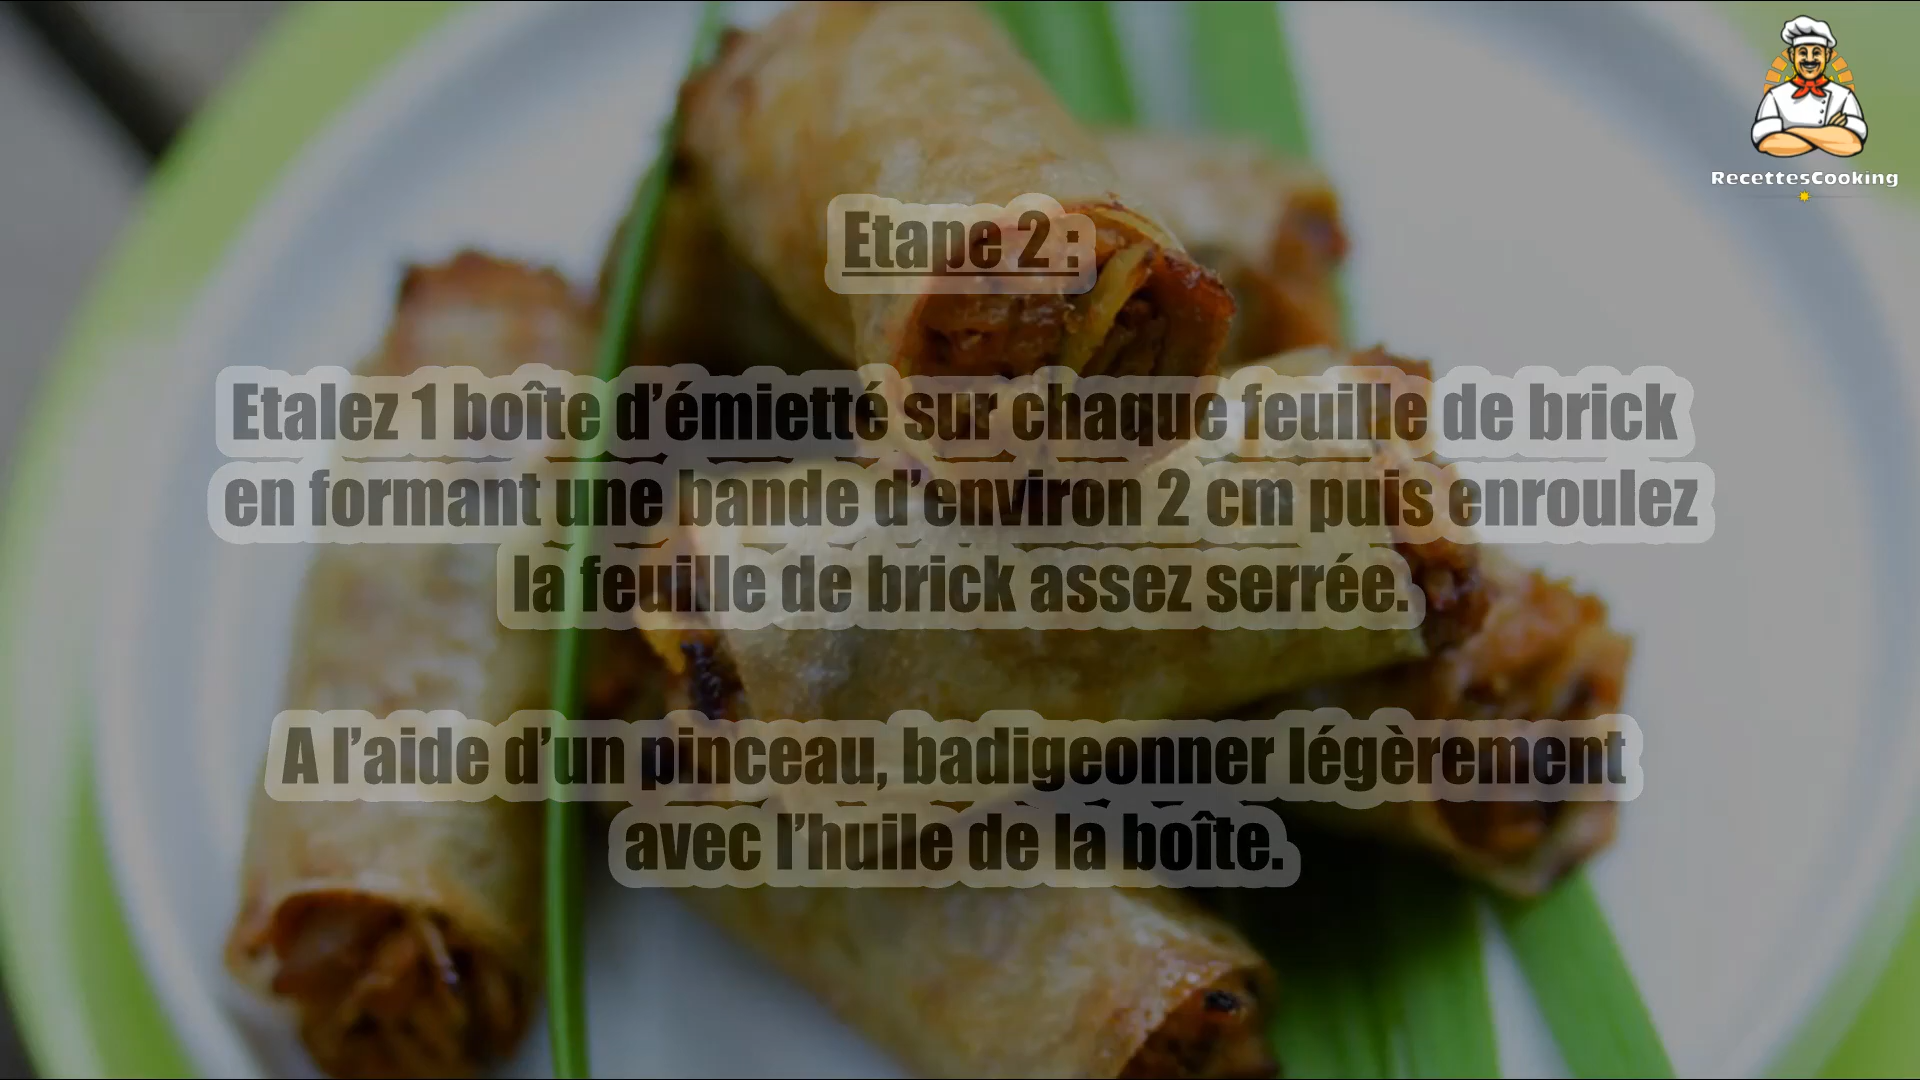 RecettesCooking
Etape 2 :
Etalez 1 boîte d’émietté sur chaque feuille de brick
en formant une bande d’environ 2 cm puis enroulez
la feuille de brick assez serrée.
A l’aide d’un pinceau, badigeonner légèrement
avec l’huile de la boîte.